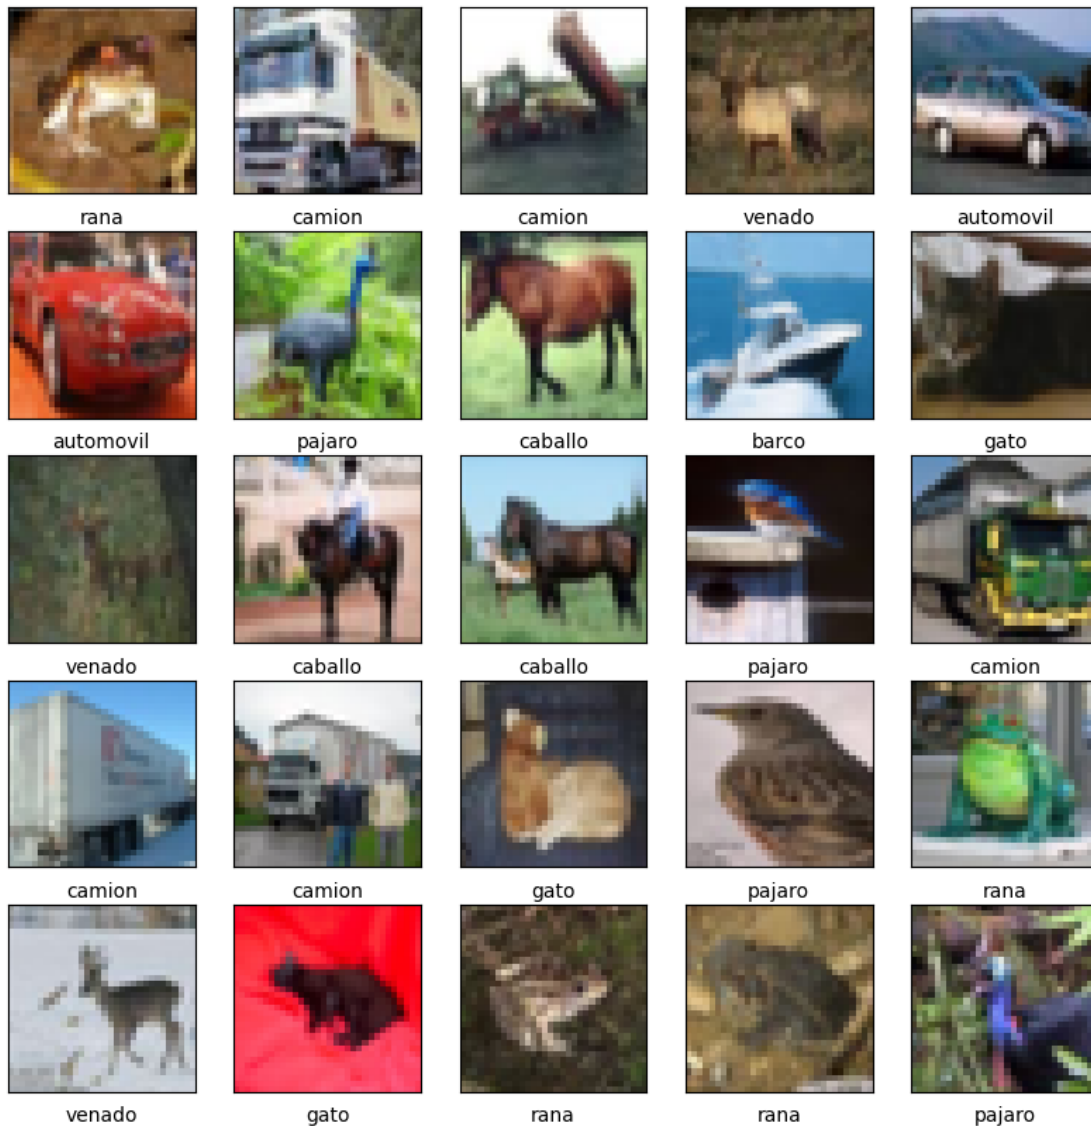 rana camion camion venado automovil
automovil pajaro caballo barco gato
venado caballo caballo pajaro camion
camion camion gato pajaro rana
venado gato rana rana pajaro